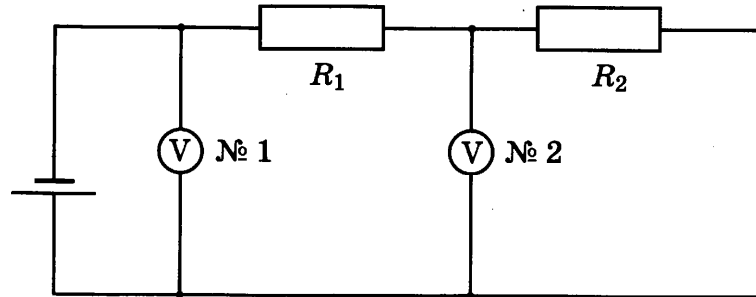 R₁
R₂
V № 1
V № 2